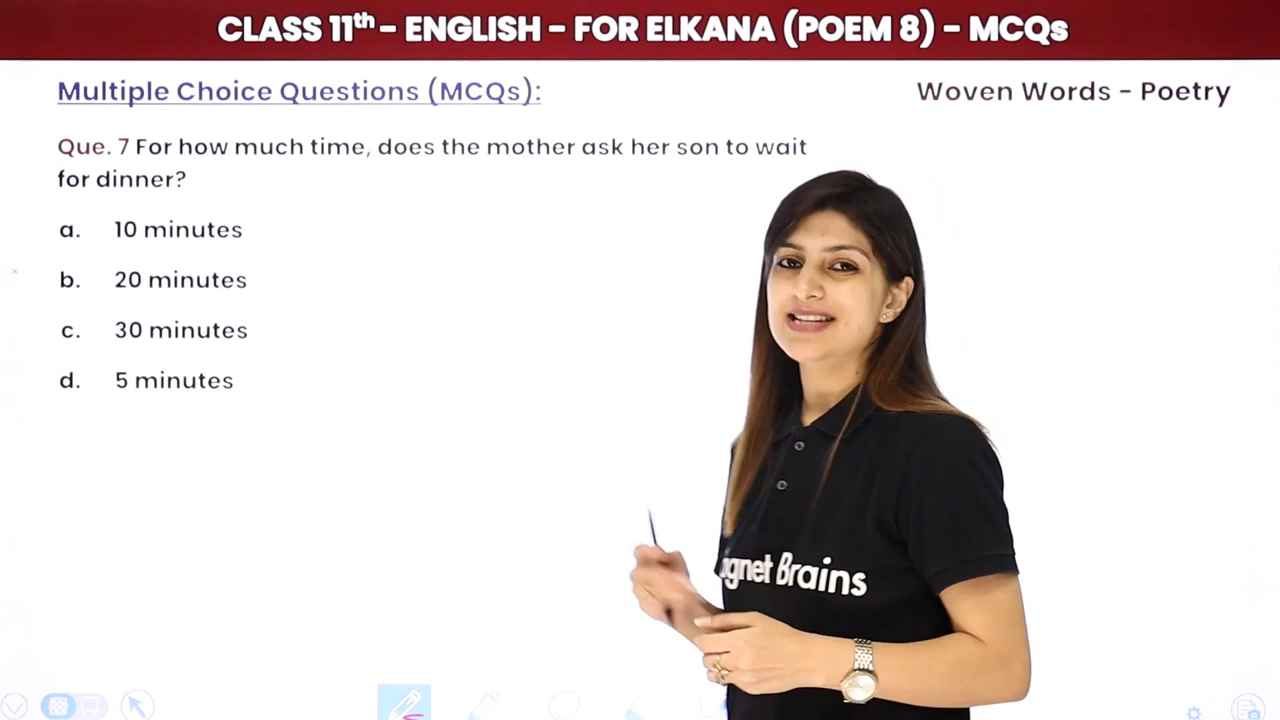 CLASS 11th - ENGLISH - FOR ELKANA (POEM 8) - MCQs
Multiple Choice Questions (MCQs):
Woven Words - Poetry
Que. 7 For how much time, does the mother ask her son to wait
for dinner?
a. 10 minutes
b. 20 minutes
c. 30 minutes
d. 5 minutes
agnet Brains